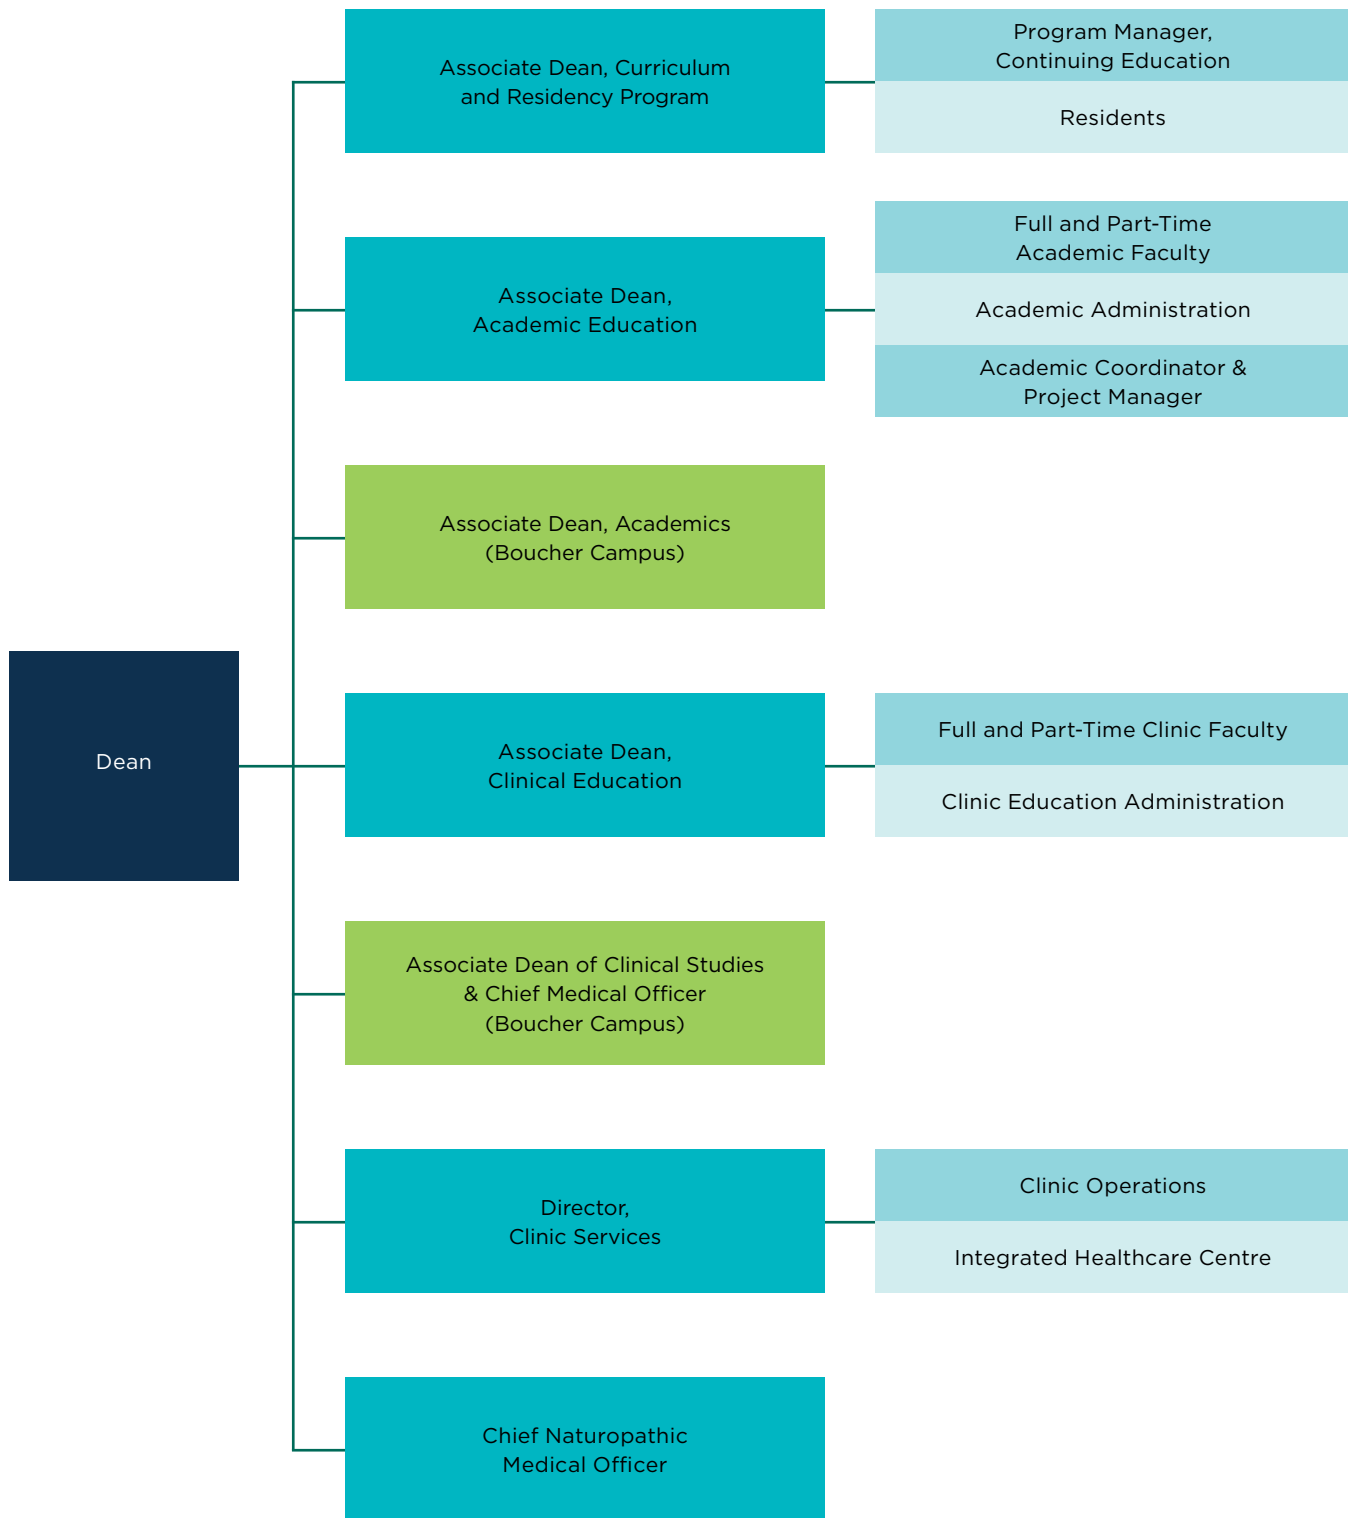 Associate Dean, Curriculum
and Residency Program
Program Manager,
Continuing Education
Residents
Associate Dean,
Academic Education
Full and Part-Time
Academic Faculty
Academic Administration
Academic Coordinator &
Project Manager
Associate Dean, Academics
(Boucher Campus)
Dean
Associate Dean,
Clinical Education
Full and Part-Time Clinic Faculty
Clinic Education Administration
Associate Dean of Clinical Studies
& Chief Medical Officer
(Boucher Campus)
Director,
Clinic Services
Clinic Operations
Integrated Healthcare Centre
Chief Naturopathic
Medical Officer